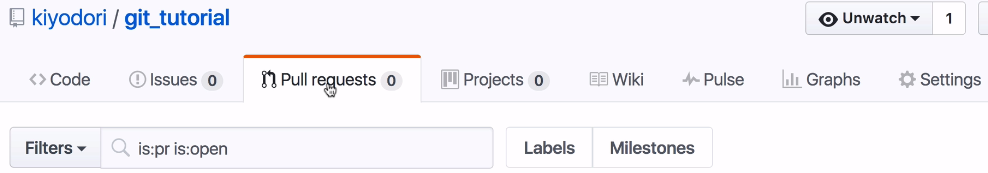 kiyodori / git_tutorial Unwatch 1
Code Issues 0 Pull requests 0 Projects 0 Wiki Pulse Graphs Settings
Filters is:pr is:open Labels Milestones